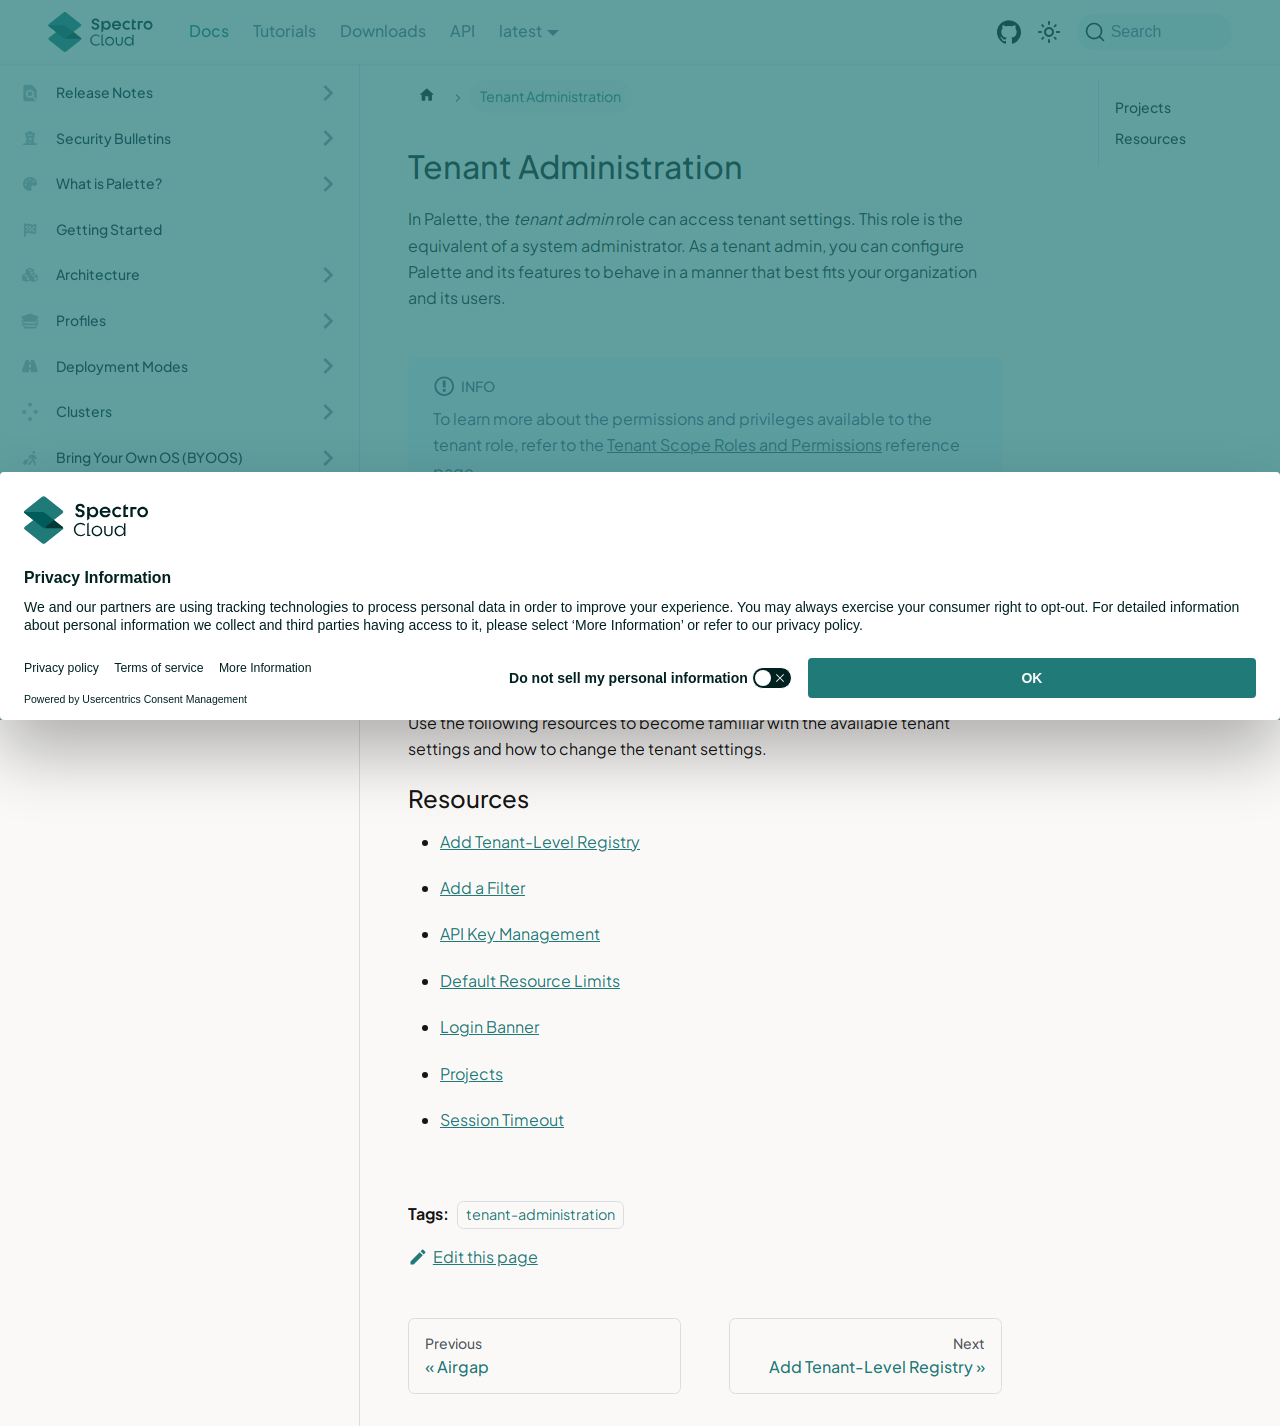 Spectro
Cloud
Docs
Tutorials
Downloads
API
latest
Search
Release Notes
Security Bulletins
What is Palette?
Getting Started
Architecture
Profiles
Deployment Modes
Clusters
Bring Your Own OS (BYOOS)
Tenant Administration
Projects
Resources
Tenant Administration
In Palette, the tenant admin role can access tenant settings. This role is the
equivalent of a system administrator. As a tenant admin, you can configure
Palette and its features to behave in a manner that best fits your organization
and its users.
INFO
To learn more about the permissions and privileges available to the
tenant role, refer to the Tenant Scope Roles and Permissions reference
page.
Spectro
Cloud
Privacy Information
We and our partners are using tracking technologies to process personal data in order to improve your experience. You may always exercise your consumer right to opt-out. For detailed information
about personal information we collect and third parties having access to it, please select ‘More Information’ or refer to our privacy policy.
Privacy policy
Terms of service
More Information
Powered by Usercentrics Consent Management
Do not sell my personal information
OK
Use the following resources to become familiar with the available tenant
settings and how to change the tenant settings.
Resources
Add Tenant-Level Registry
Add a Filter
API Key Management
Default Resource Limits
Login Banner
Projects
Session Timeout
Tags: tenant-administration
Edit this page
Previous
« Airgap
Next
Add Tenant-Level Registry »